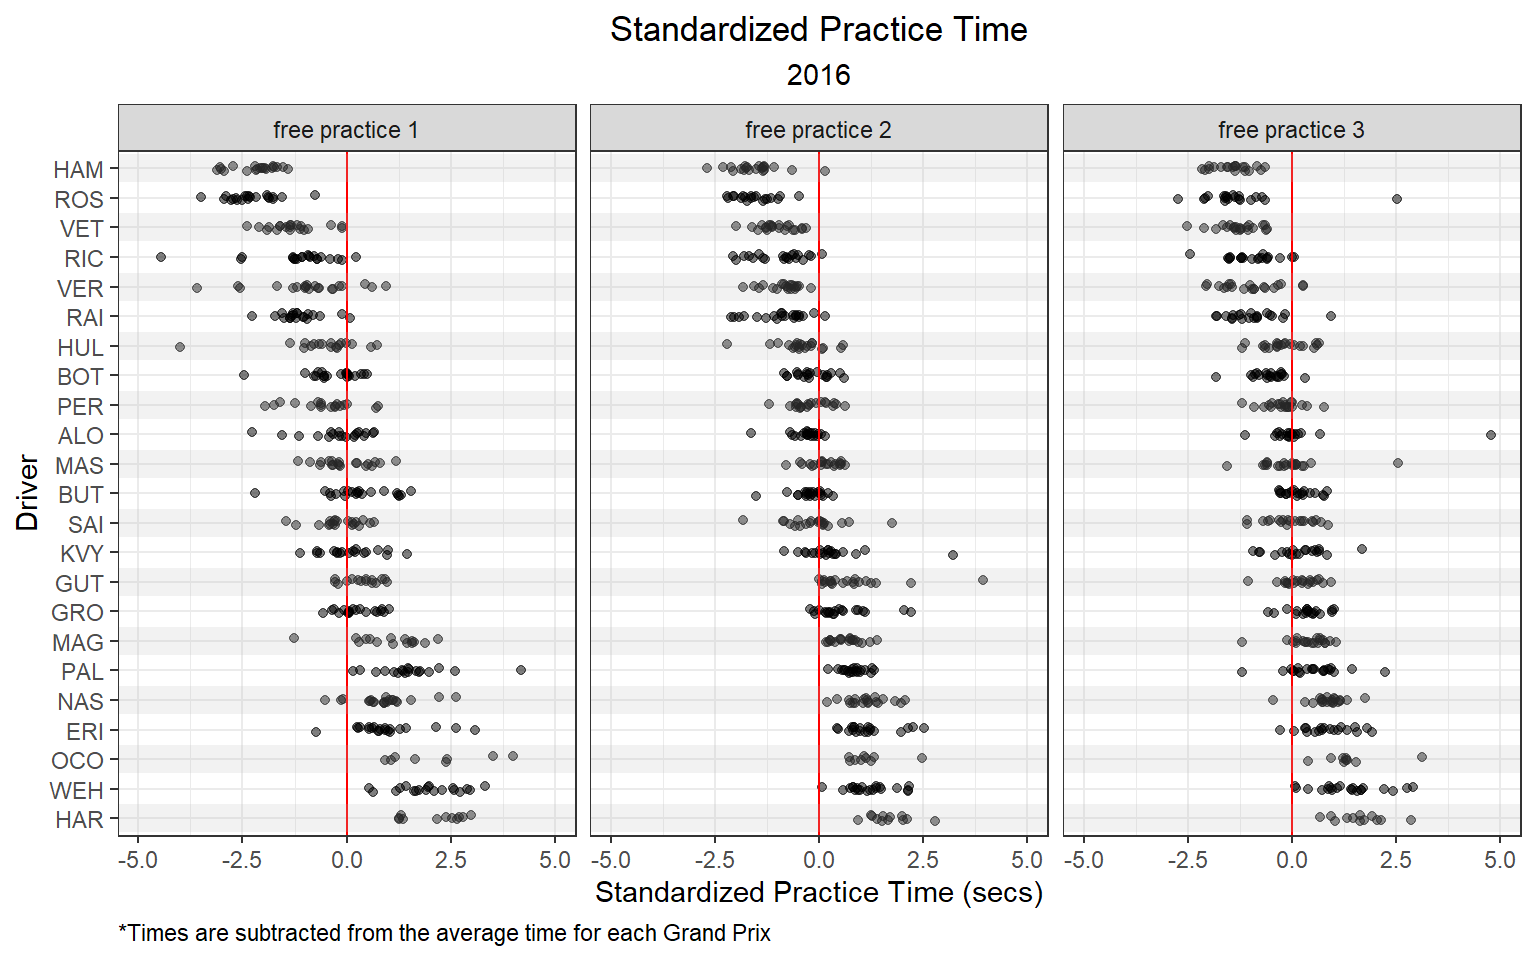 Standardized Practice Time
2016
free practice 1 free practice 2 free practice 3
HAM
ROS
VET
RIC
VER
RAI
HUL
BOT
PER
ALO
MAS
BUT
SAI
KVY
GUT
GRO
MAG
PAL
NAS
ERI
OCO
WEH
HAR
Driver
-5.0 -2.5 0.0 2.5 5.0 -5.0 -2.5 0.0 2.5 5.0 -5.0 -2.5 0.0 2.5 5.0
Standardized Practice Time (secs)
*Times are subtracted from the average time for each Grand Prix